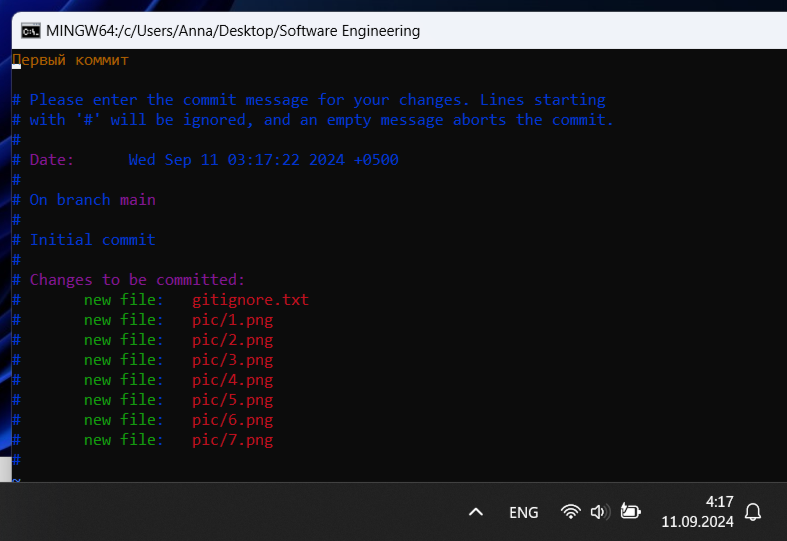 MINGW64:/c/Users/Anna/Desktop/Software Engineering
Первый коммит
# Please enter the commit message for your changes. Lines starting
# with '#' will be ignored, and an empty message aborts the commit.
#
# Date:      Wed Sep 11 03:17:22 2024 +0500
#
# On branch main
#
# Initial commit
#
# Changes to be committed:
#       new file:   gitignore.txt
#       new file:   pic/1.png
#       new file:   pic/2.png
#       new file:   pic/3.png
#       new file:   pic/4.png
#       new file:   pic/5.png
#       new file:   pic/6.png
#       new file:   pic/7.png
#
~
ENG
4:17
11.09.2024